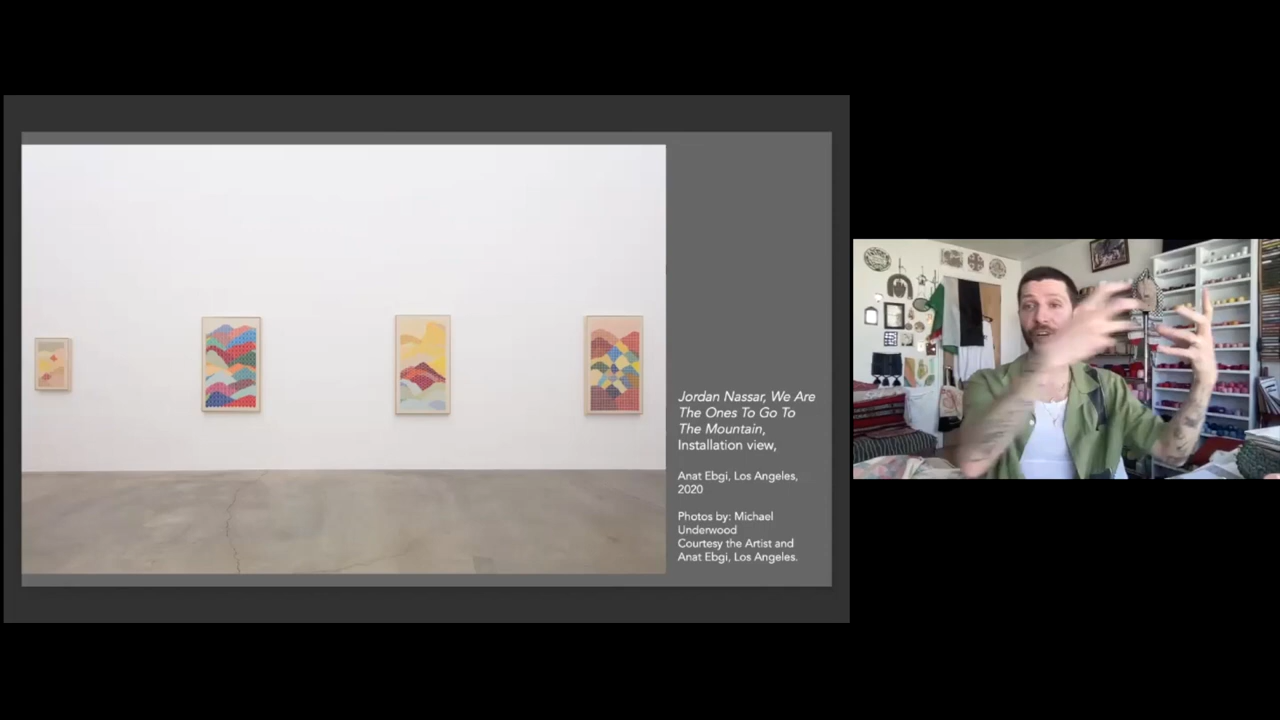 Jordan Nassar, We Are
The Ones To Go To
The Mountain,
Installation view,
Anat Ebgi, Los Angeles,
2020
Photos by: Michael
Underwood
Courtesy the Artist and
Anat Ebgi, Los Angeles.